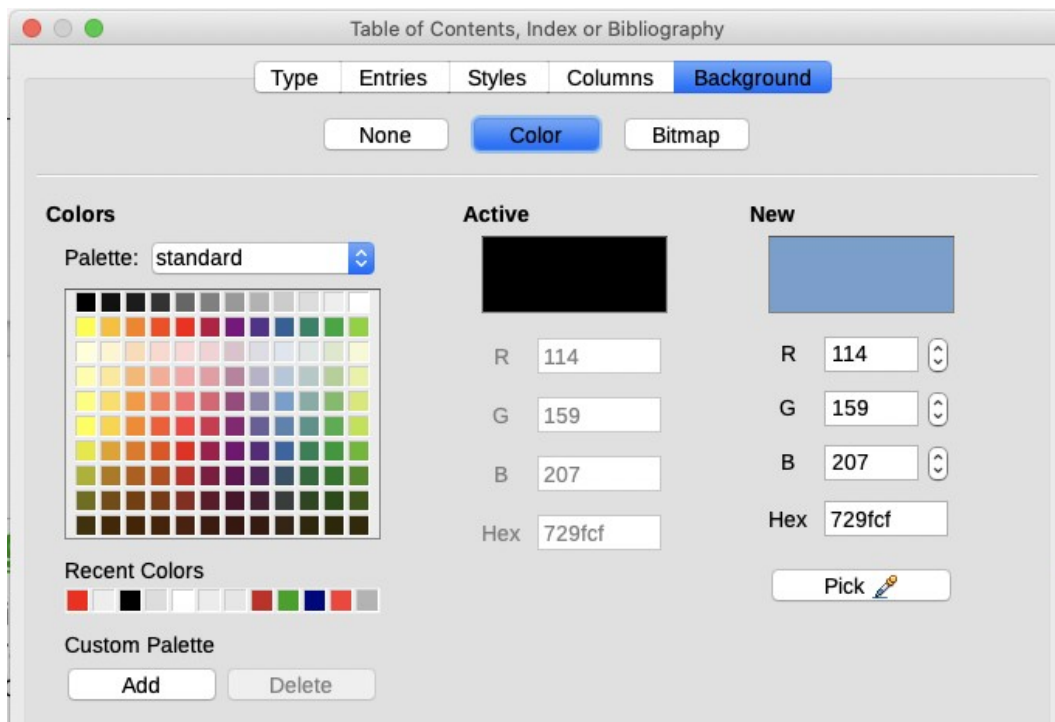 Table of Contents, Index or Bibliography
Type Entries Styles Columns Background
None Color Bitmap
Colors
Palette: standard
Recent Colors
Custom Palette
Add Delete
Active
R 114
G 159
B 207
Hex 729fcf
New
R 114
G 159
B 207
Hex 729fcf
Pick